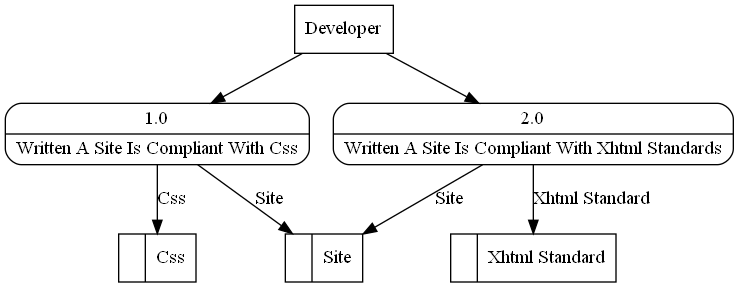 Developer
1.0
Written A Site Is Compliant With Css
2.0
Written A Site Is Compliant With Xhtml Standards
Css
Site
Site
Xhtml Standard
Css
Site
Xhtml Standard